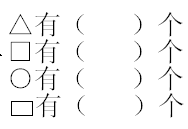 △有（　　）个
□有（　　）个
○有（　　）个
▭有（　　）个